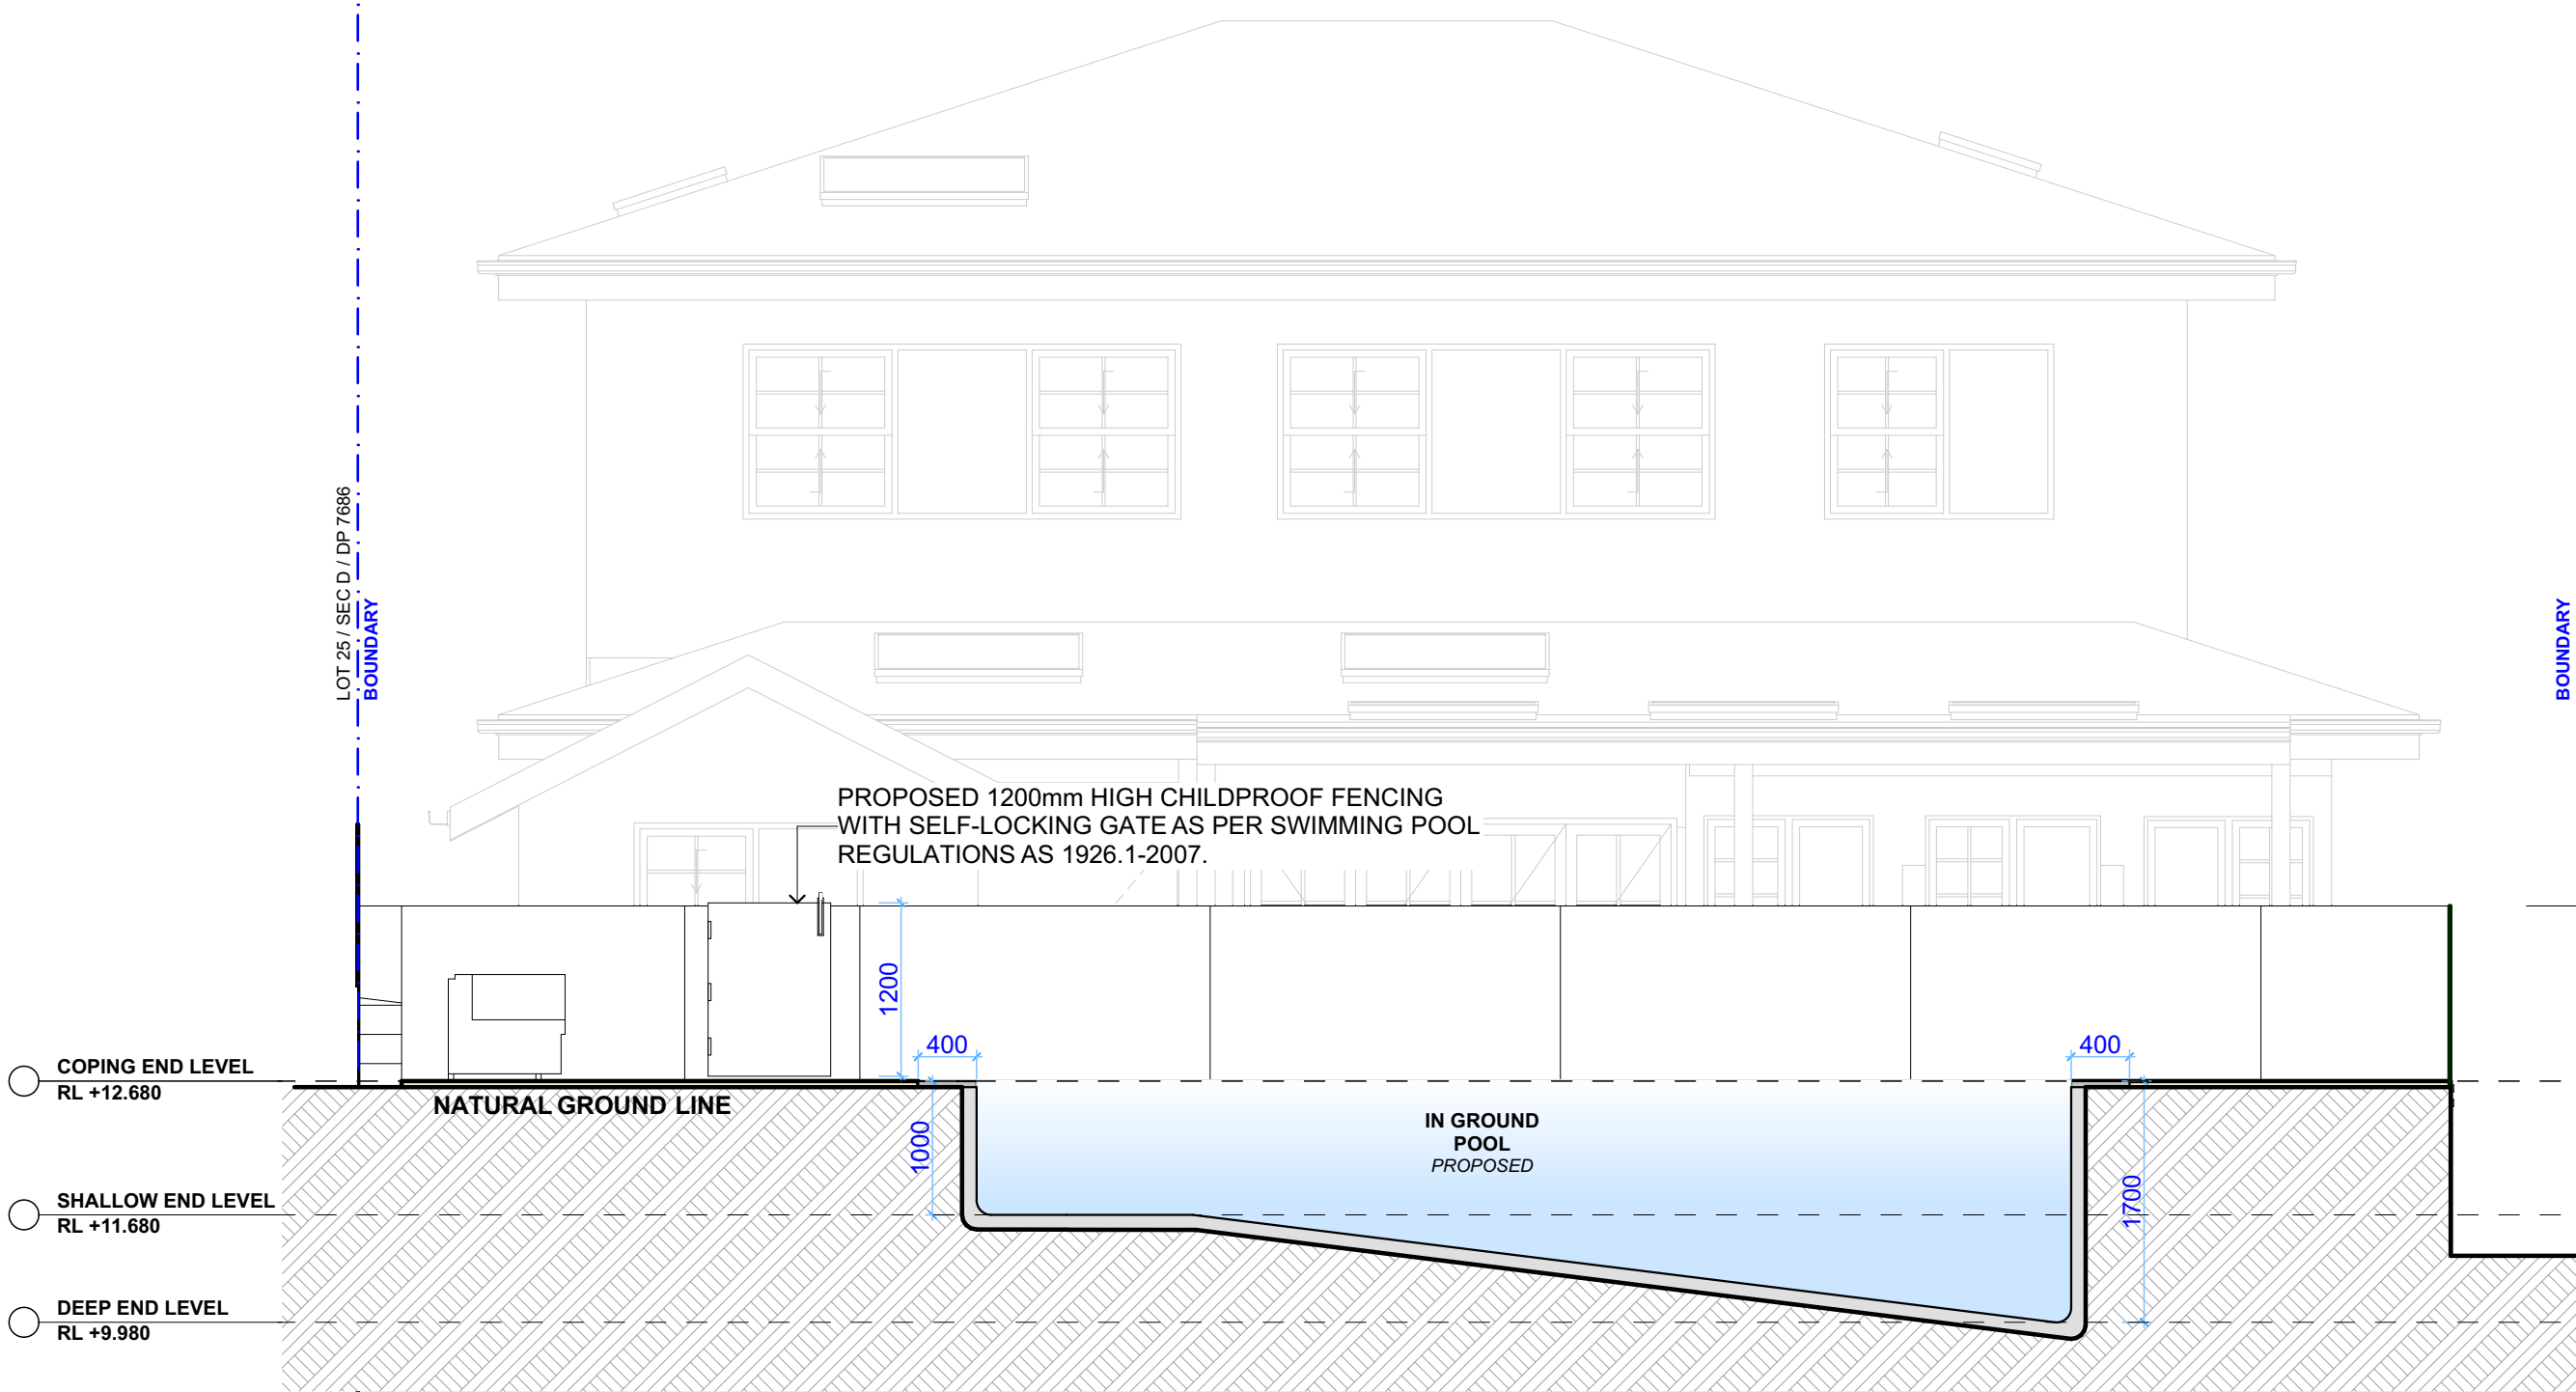 LOT 25 / SEC D / DP 7686
BOUNDARY
BOUNDARY
PROPOSED 1200mm HIGH CHILDPROOF FENCING
WITH SELF-LOCKING GATE AS PER SWIMMING POOL
REGULATIONS AS 1926.1-2007.
1200
400
400
COPING END LEVEL
RL +12.680
NATURAL GROUND LINE
1000
IN GROUND
POOL
PROPOSED
1700
SHALLOW END LEVEL
RL +11.680
DEEP END LEVEL
RL +9.980